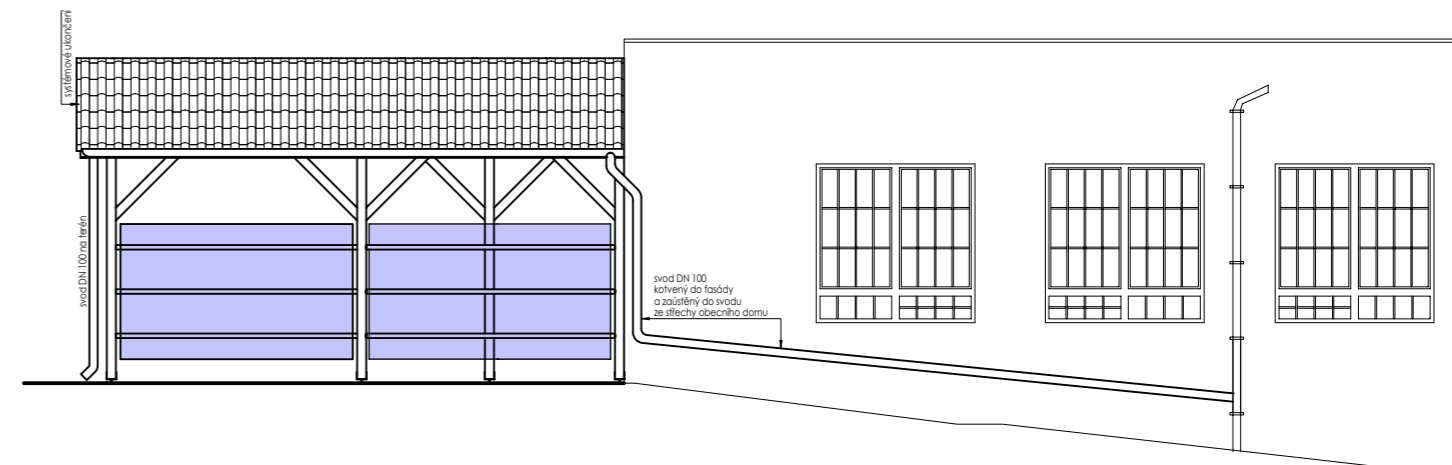 systémové ukončení
svod DN 100 na terén
svod DN 100
kotvený do fasády
a zaústěný do svodu
ze střechy obecního domu